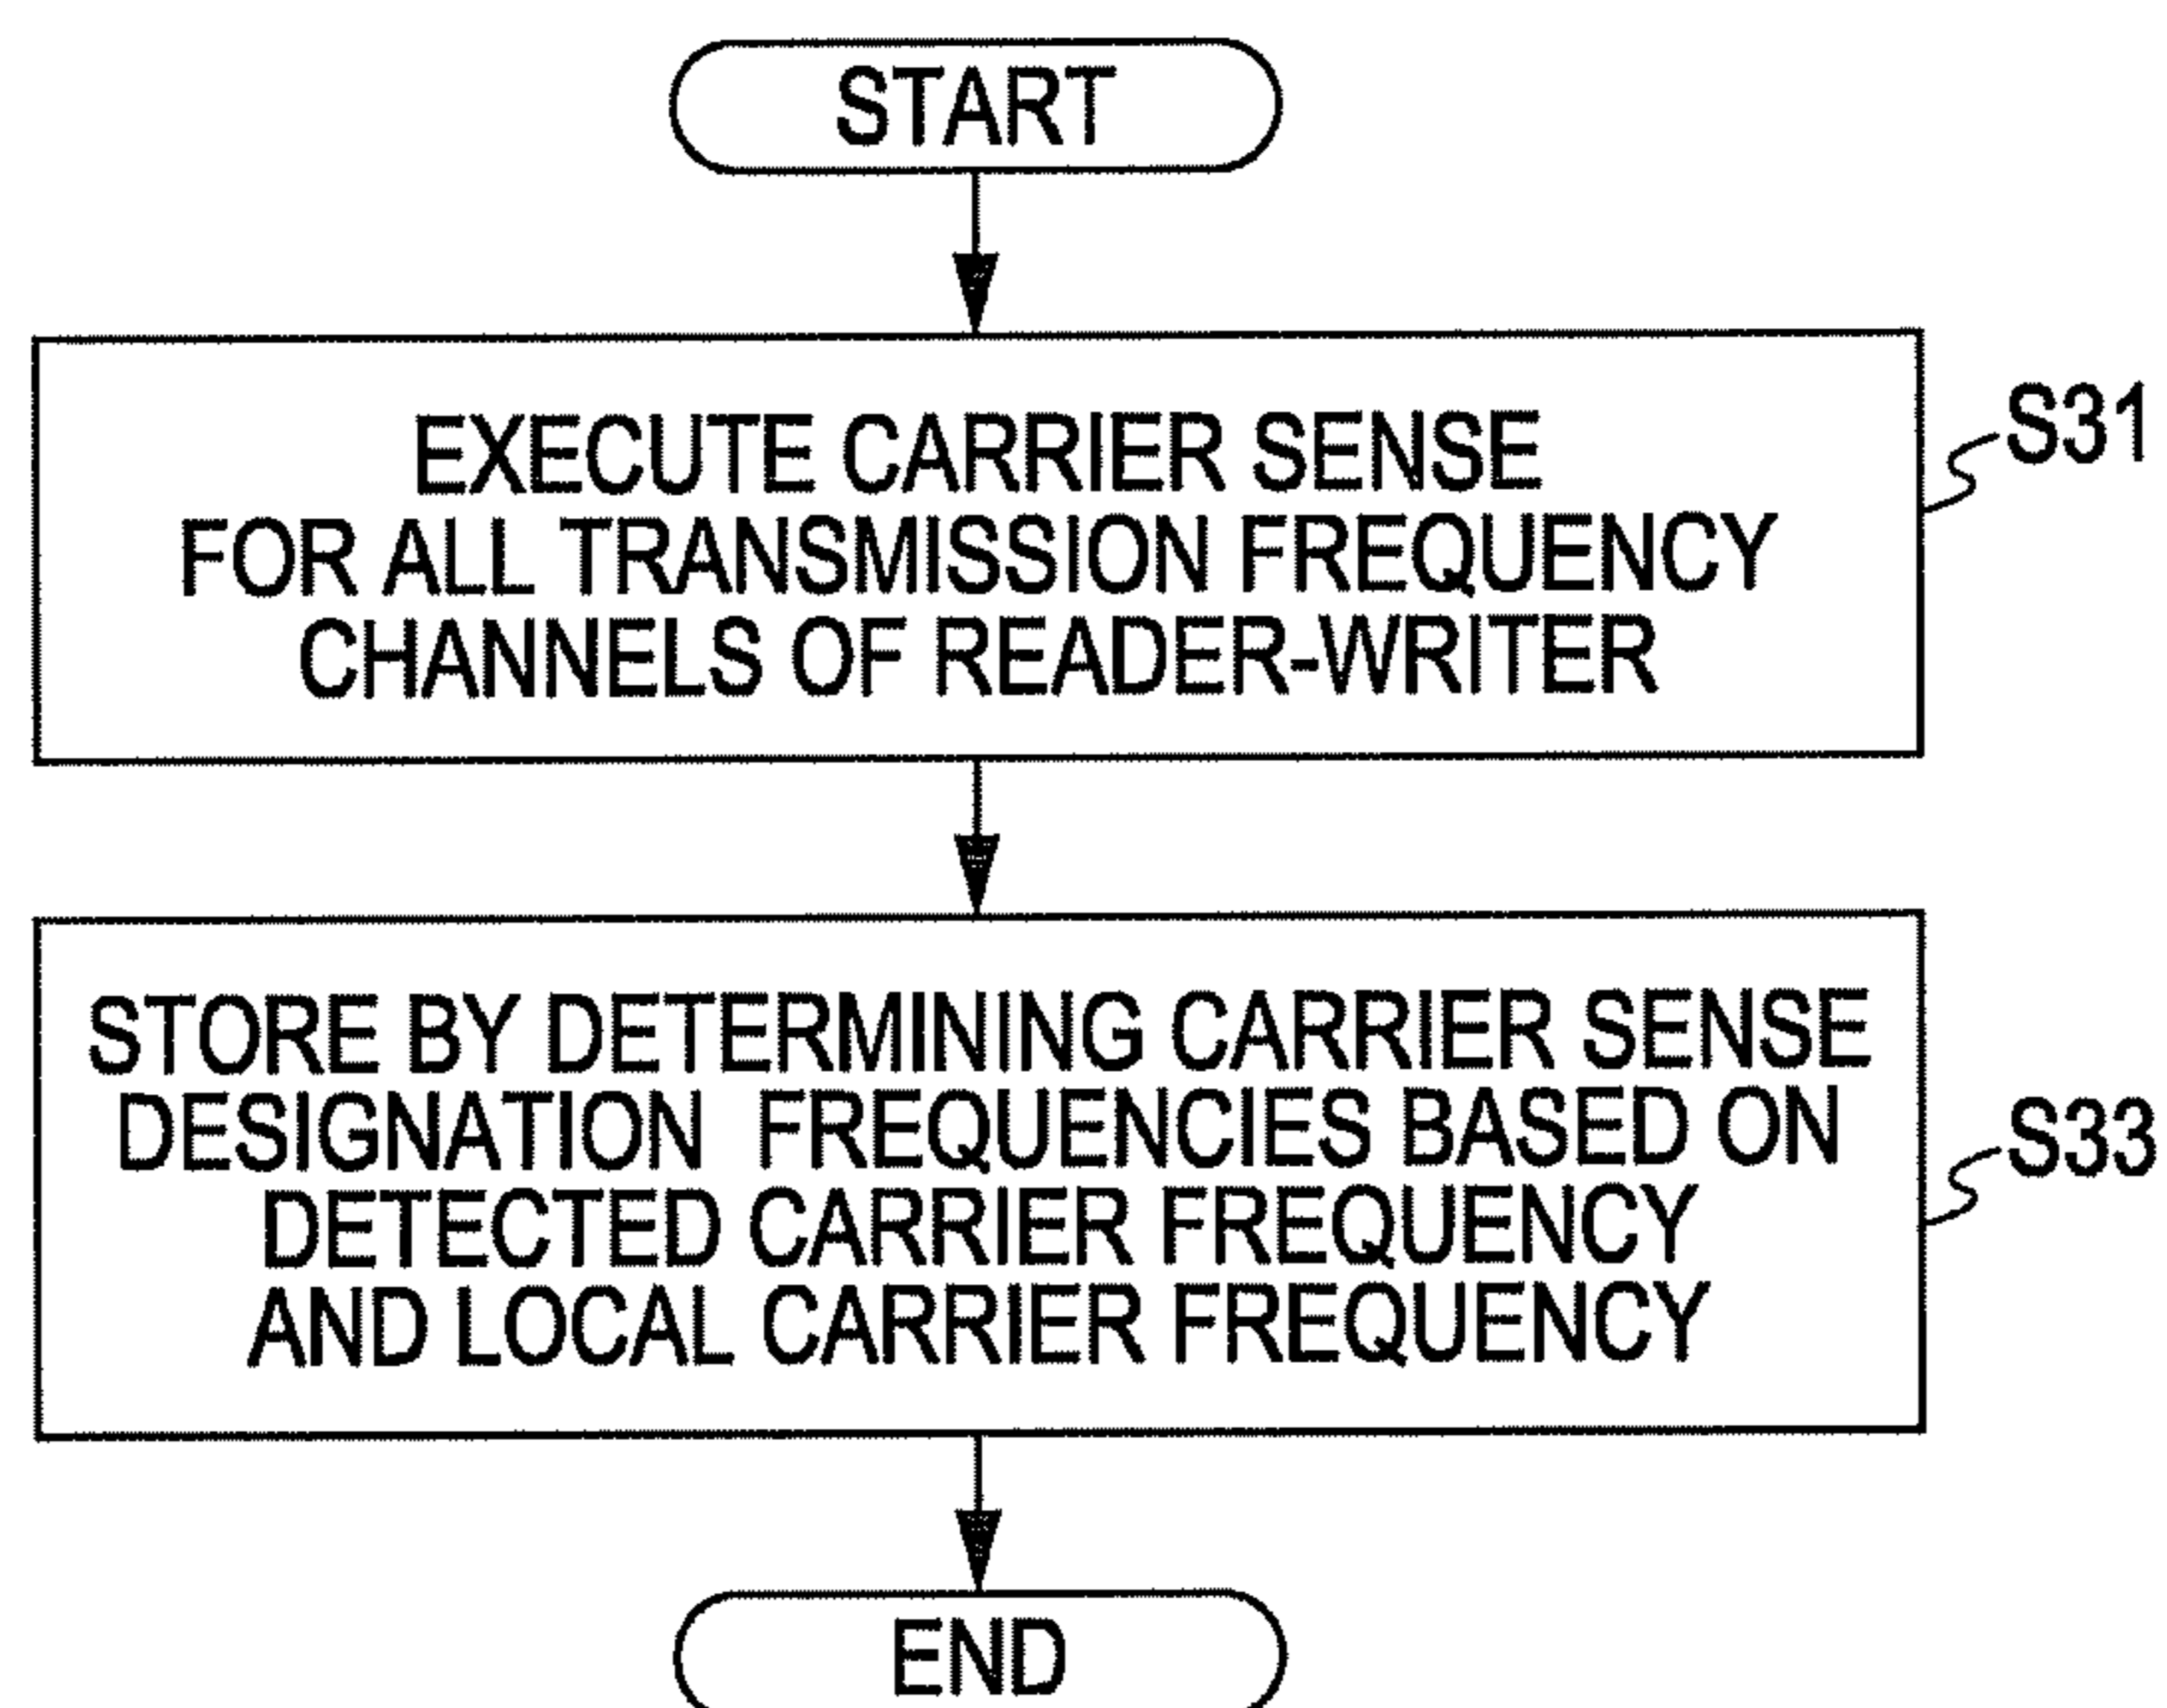 START
EXECUTE CARRIER SENSE
FOR ALL TRANSMISSION FREQUENCY
CHANNELS OF READER-WRITER
S31
STORE BY DETERMINING CARRIER SENSE
DESIGNATION FREQUENCIES BASED ON
DETECTED CARRIER FREQUENCY
AND LOCAL CARRIER FREQUENCY
S33
END